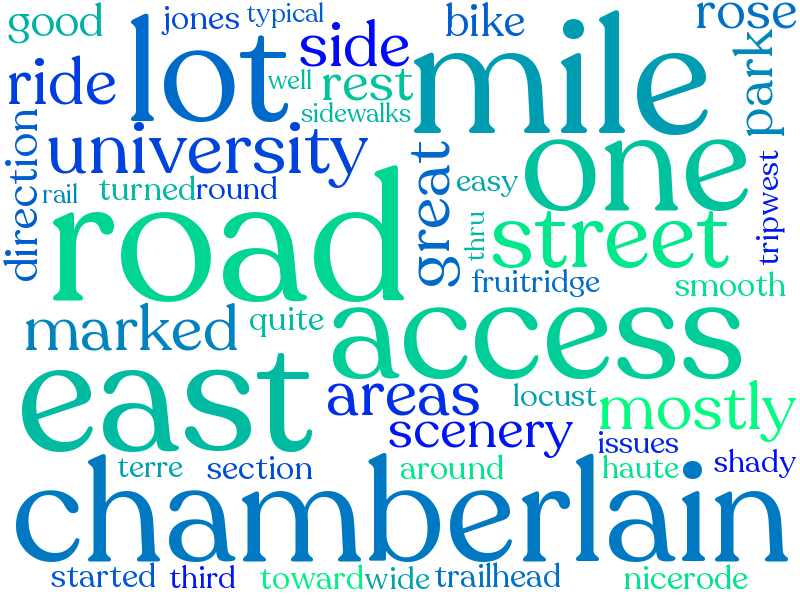 good jones typical bike rose
ride lot side mile park
well rest
sidewalks
direction university great one
rail turned round easy tripwest
road thru street
fruitridge smooth
marked quite access
east areas locust mostly
scenery issues
terre section around haute shady
chamberlain
started third towardwide trailhead nicerode